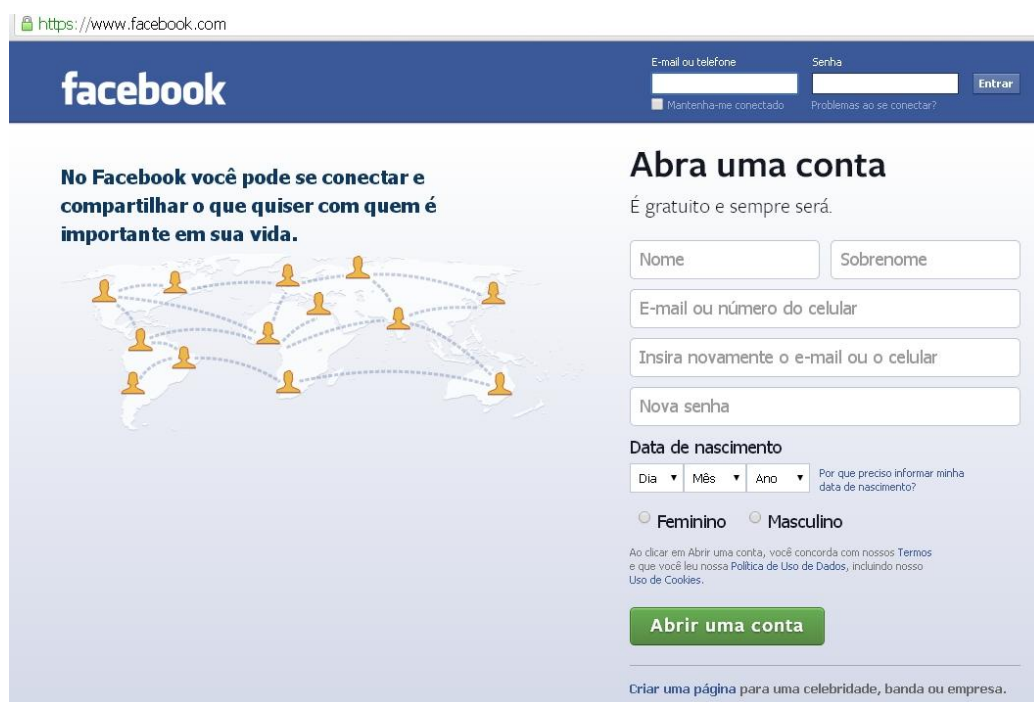 https://www.facebook.com
facebook
E-mail ou telefone
Senha
Entrar
Mantenha-me conectado
Problemas ao se conectar?
No Facebook você pode se conectar e
compartilhar o que quiser com quem é
importante em sua vida.
Abra uma conta
É gratuito e sempre será.
Nome
Sobrenome
E-mail ou número do celular
Insira novamente o e-mail ou o celular
Nova senha
Data de nascimento
Dia Mês Ano
Por que preciso informar minha
data de nascimento?
Feminino Masculino
Ao clicar em Abrir uma conta, você concorda com nossos Termos
e que você leu nossa Política de Uso de Dados, incluindo nosso
Uso de Cookies.
Abrir uma conta
Criar uma página para uma celebridade, banda ou empresa.